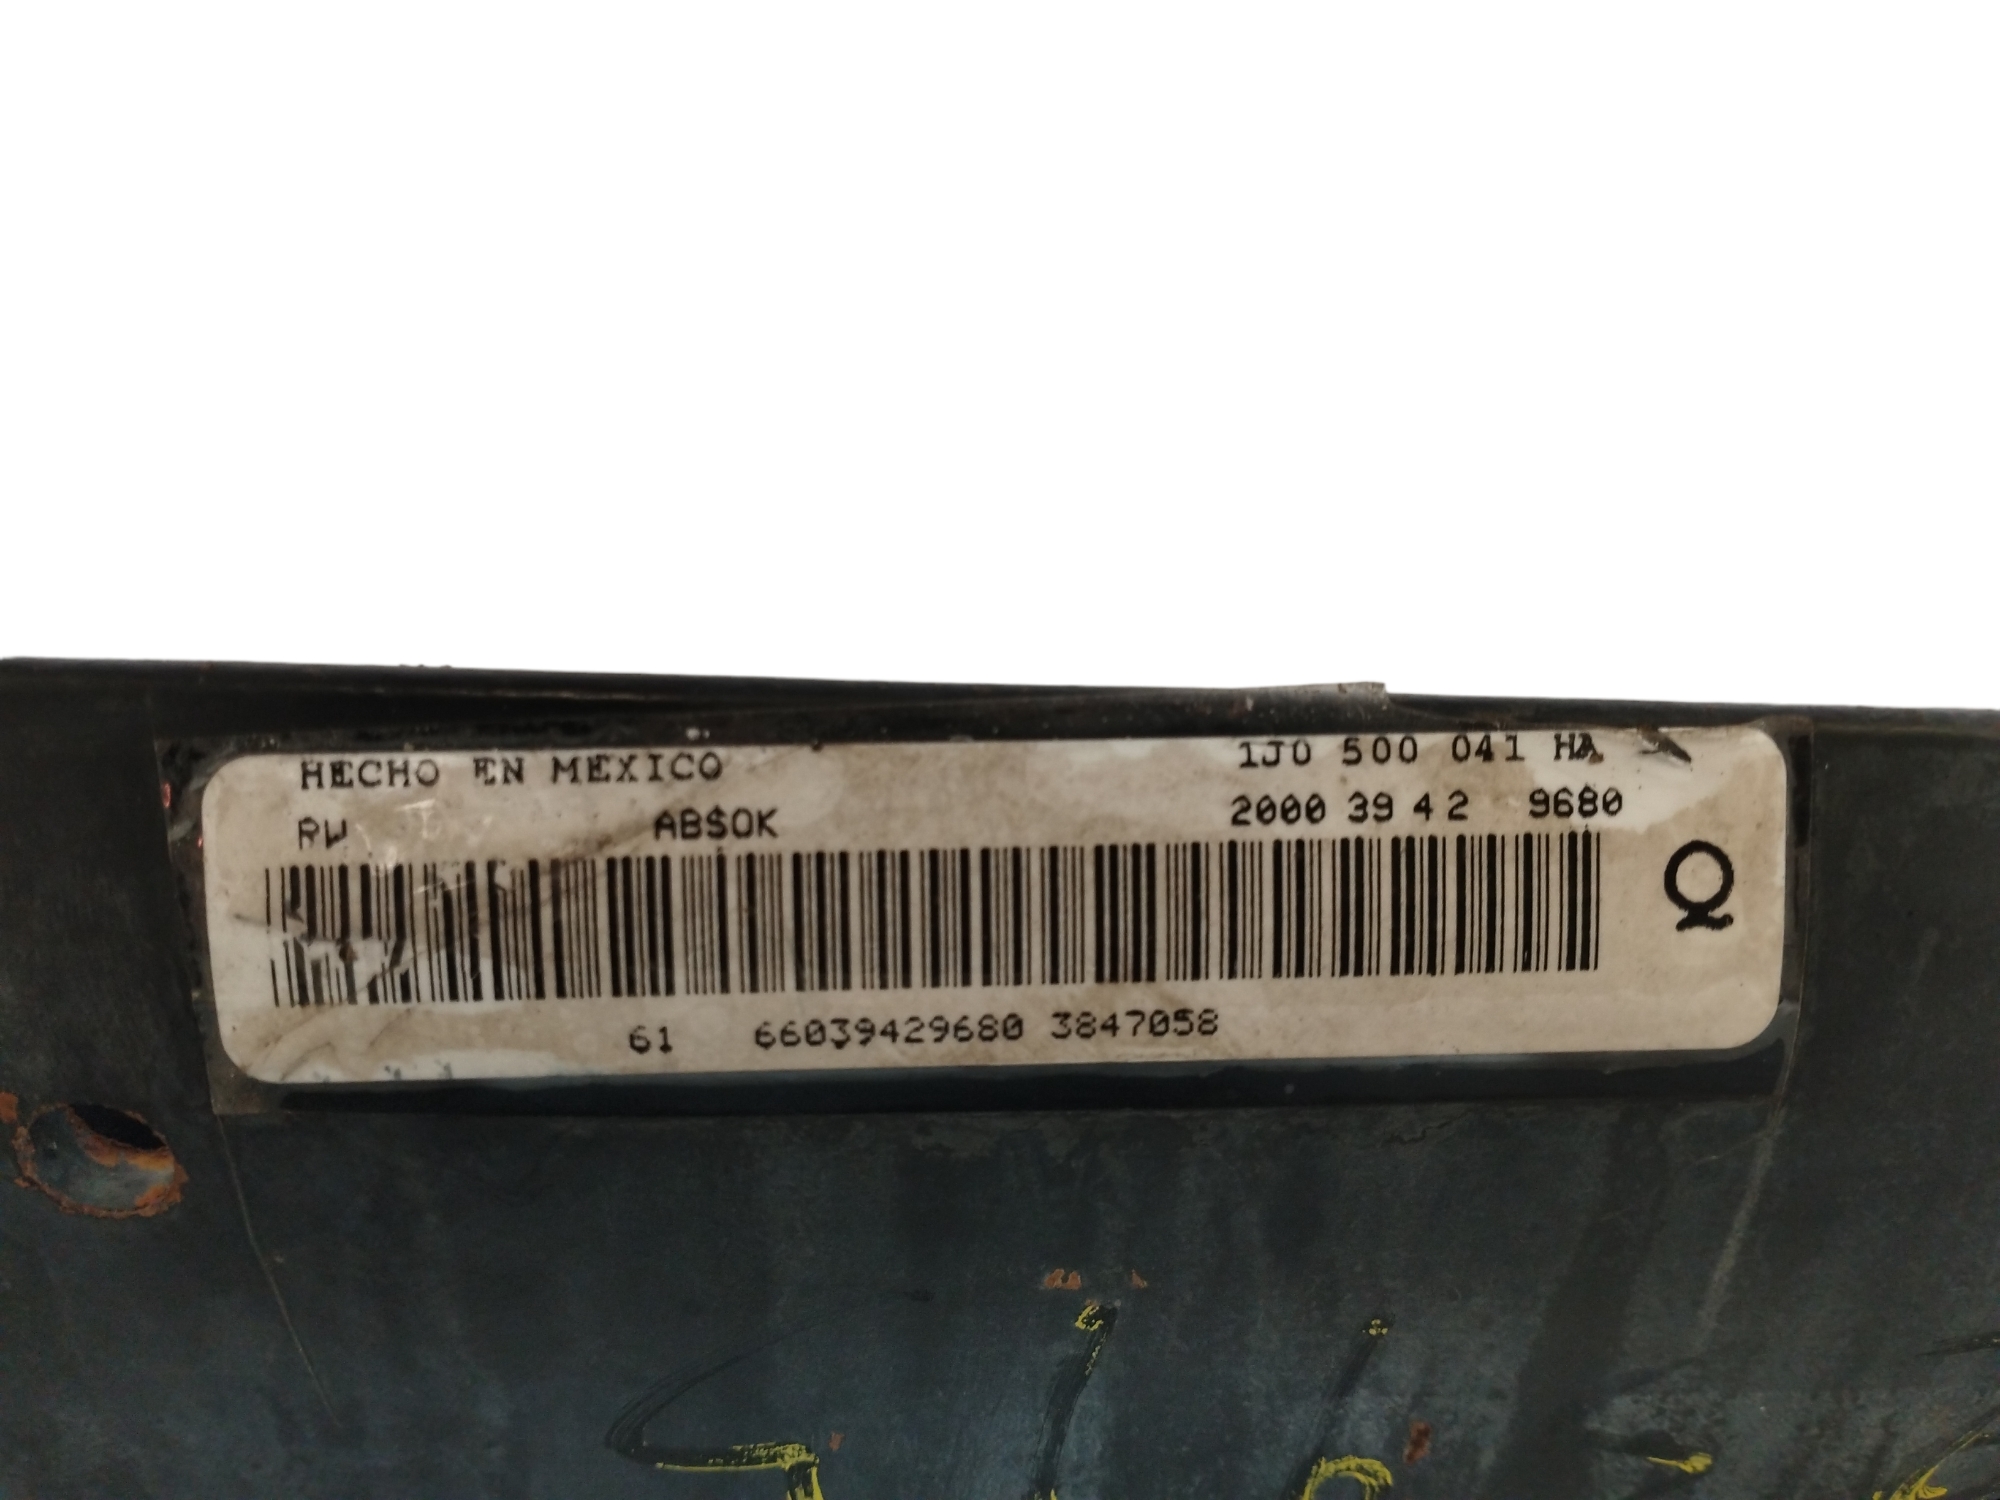 HECHO EN MEXICO 1J0 500 041 HA
RW ABSOK 2000 39 4 2 9680
Q
61 66039429680 3847058